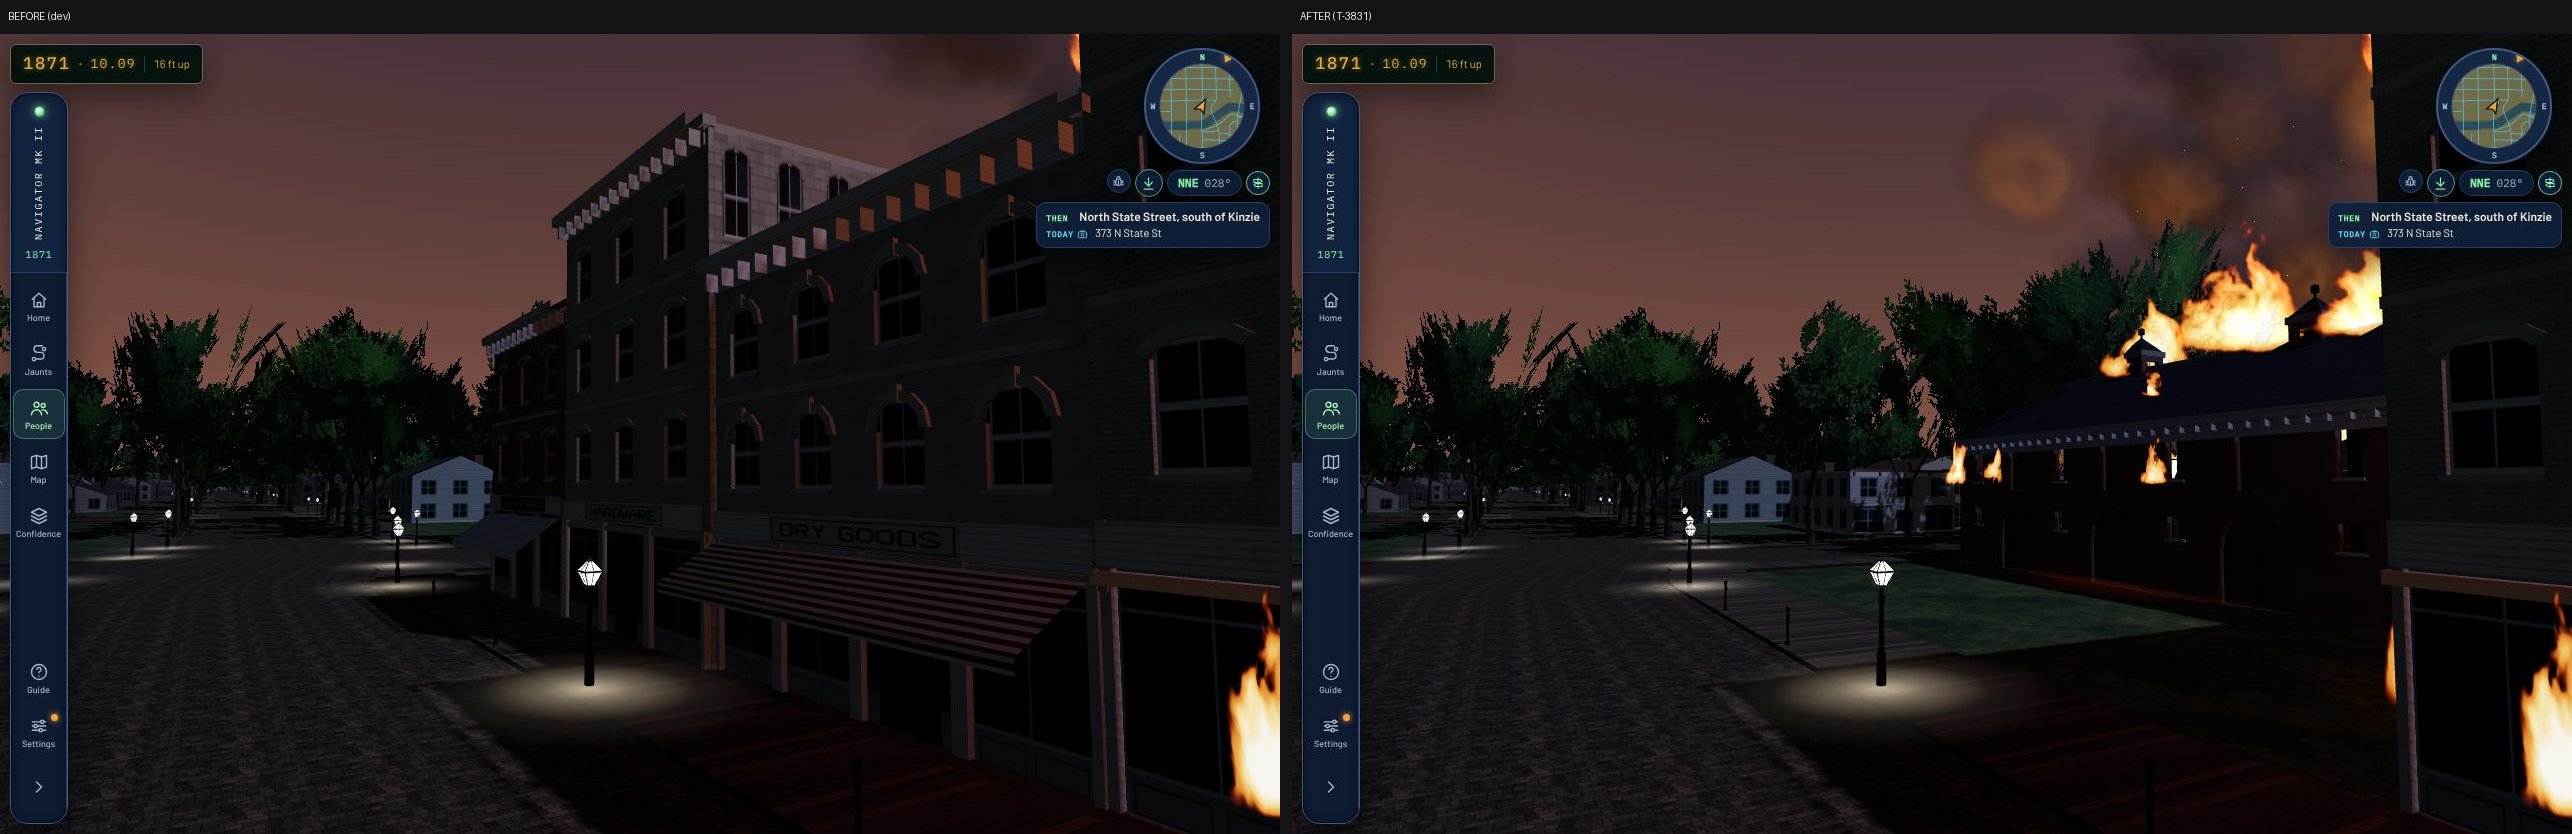 BEFORE (dev)
1871 · 10.09 16 ft up
NAVIGATOR MK II
1871
Home
Jaunts
People
Map
Confidence
Guide
Settings
N
W E
S
NNE 028°
THEN North State Street, south of Kinzie
TODAY 373 N State St
HARDWARE
DRY GOODS
AFTER (T-3831)
1871 · 10.09 16 ft up
NAVIGATOR MK II
1871
Home
Jaunts
People
Map
Confidence
Guide
Settings
N
W E
S
NNE 028°
THEN North State Street, south of Kinzie
TODAY 373 N State St